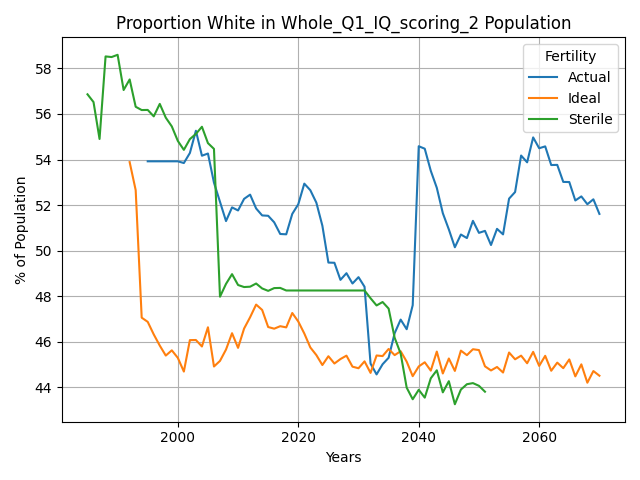 Proportion White in Whole_Q1_IQ_scoring_2 Population
Fertility
Actual
Ideal
Sterile
% of Population
58
56
54
52
50
48
46
44
2000
2020
2040
2060
Years